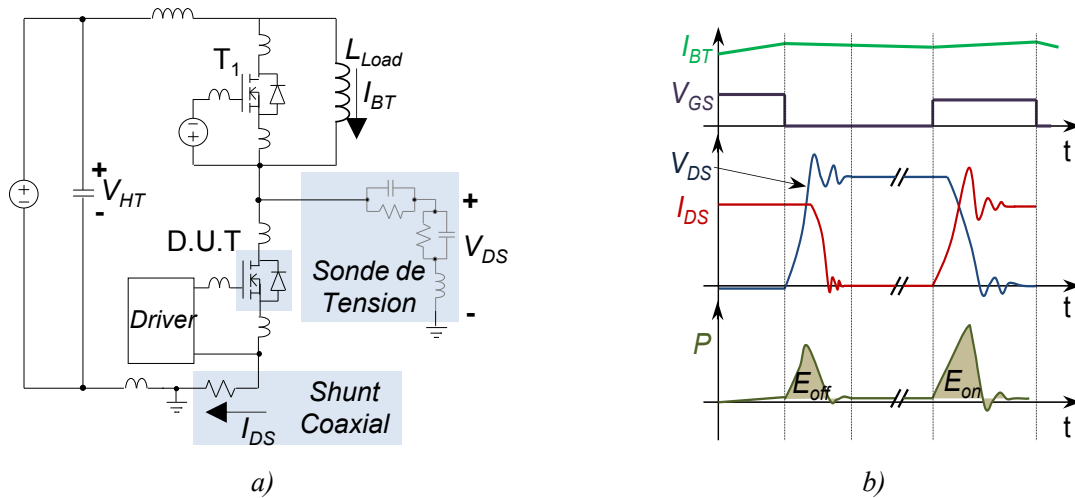 T1
LLoad
IBT
+
VHT
-
D.U.T
Driver
+
VDS
-
Sonde de
Tension
Shunt
Coaxial
IDS
a)
IBT
VGS
t
VDS
IDS
t
P
Eoff
Eon
t
b)